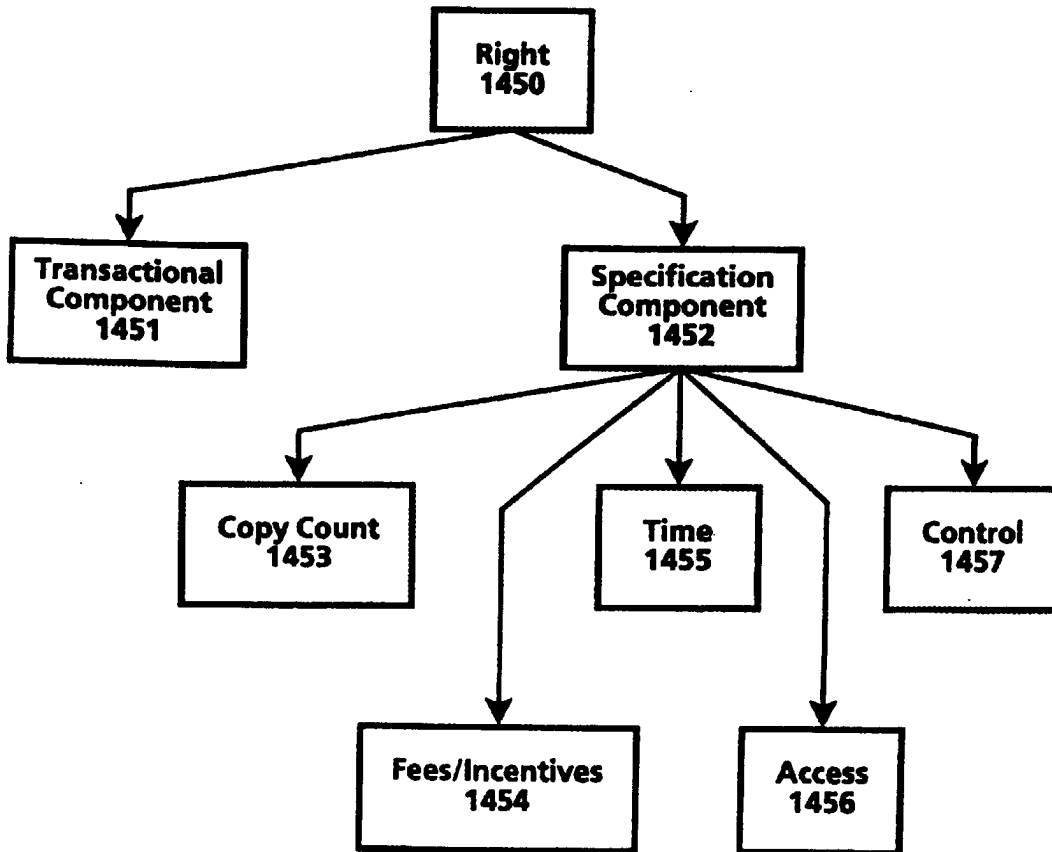 Right
1450
Transactional
Component
1451
Specification
Component
1452
Copy Count
1453
Time
1455
Control
1457
Fees/Incentives
1454
Access
1456